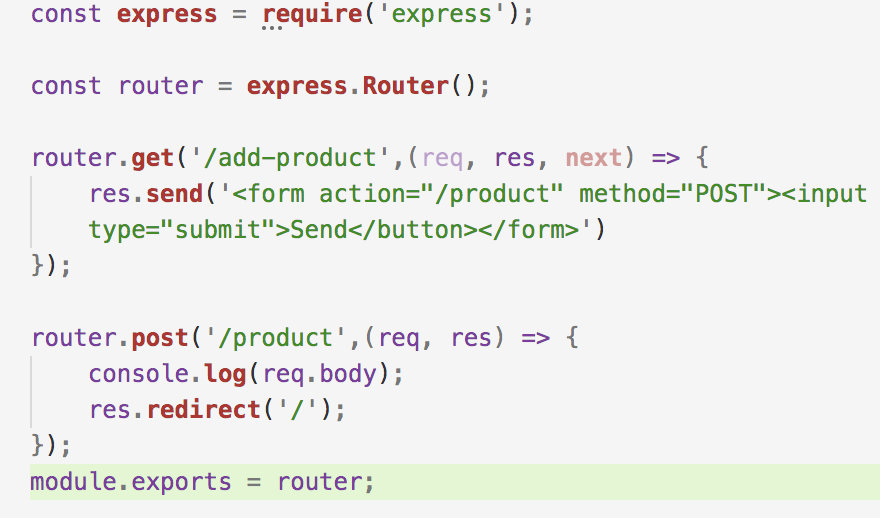 const express = require('express');
const router = express.Router();
router.get('/add-product',(req, res, next) => {
res.send('<form action="/product" method="POST"><input
type="submit">Send</button></form>')
});
router.post('/product',(req, res) => {
console.log(req.body);
res.redirect('/');
});
module.exports = router;